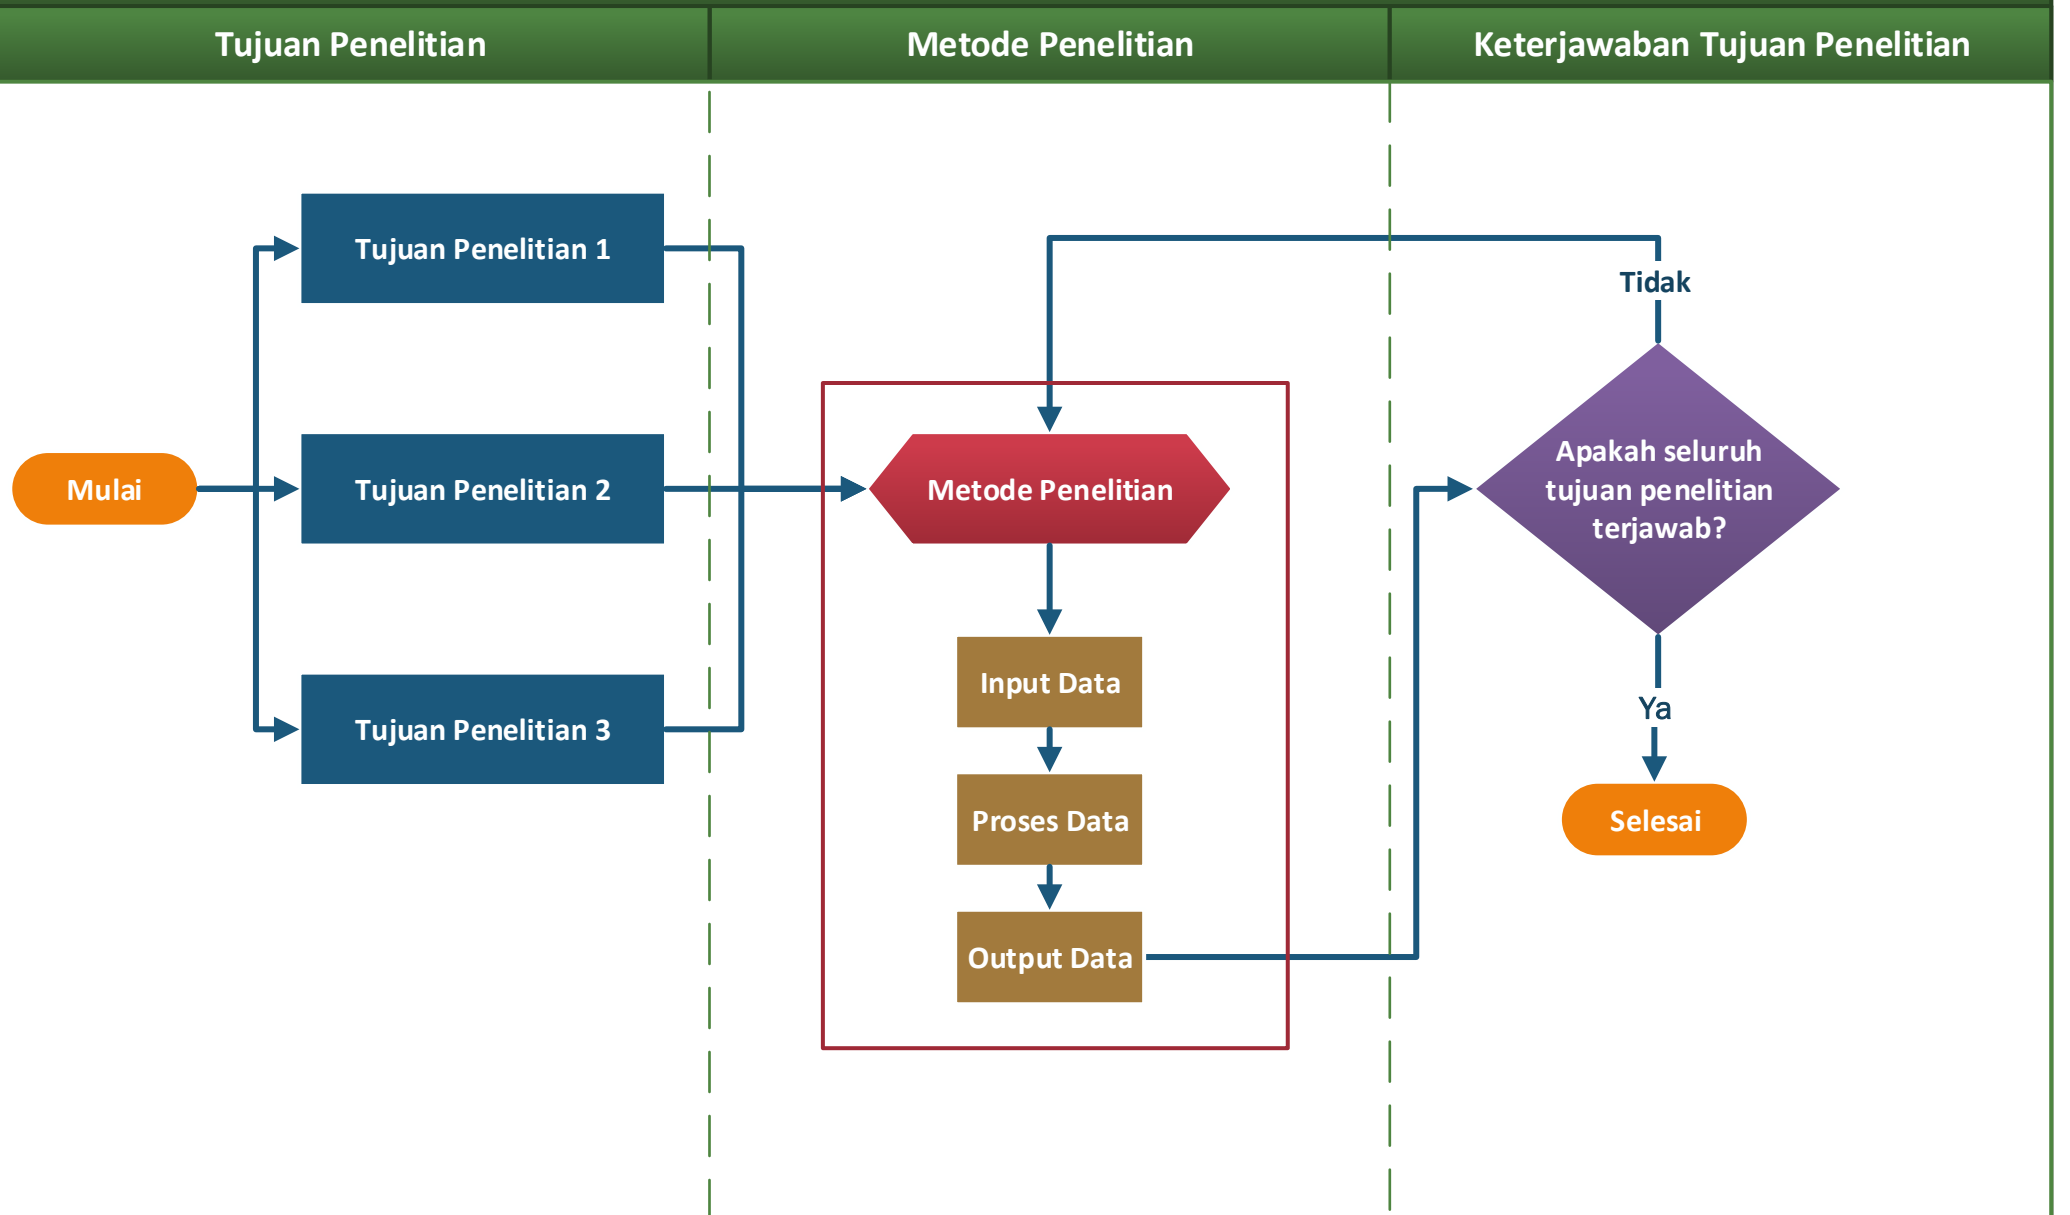 Tujuan Penelitian
Metode Penelitian
Keterjawaban Tujuan Penelitian
Mulai
Tujuan Penelitian 1
Tujuan Penelitian 2
Tujuan Penelitian 3
Metode Penelitian
Input Data
Proses Data
Output Data
Tidak
Apakah seluruh
tujuan penelitian
terjawab?
Ya
Selesai